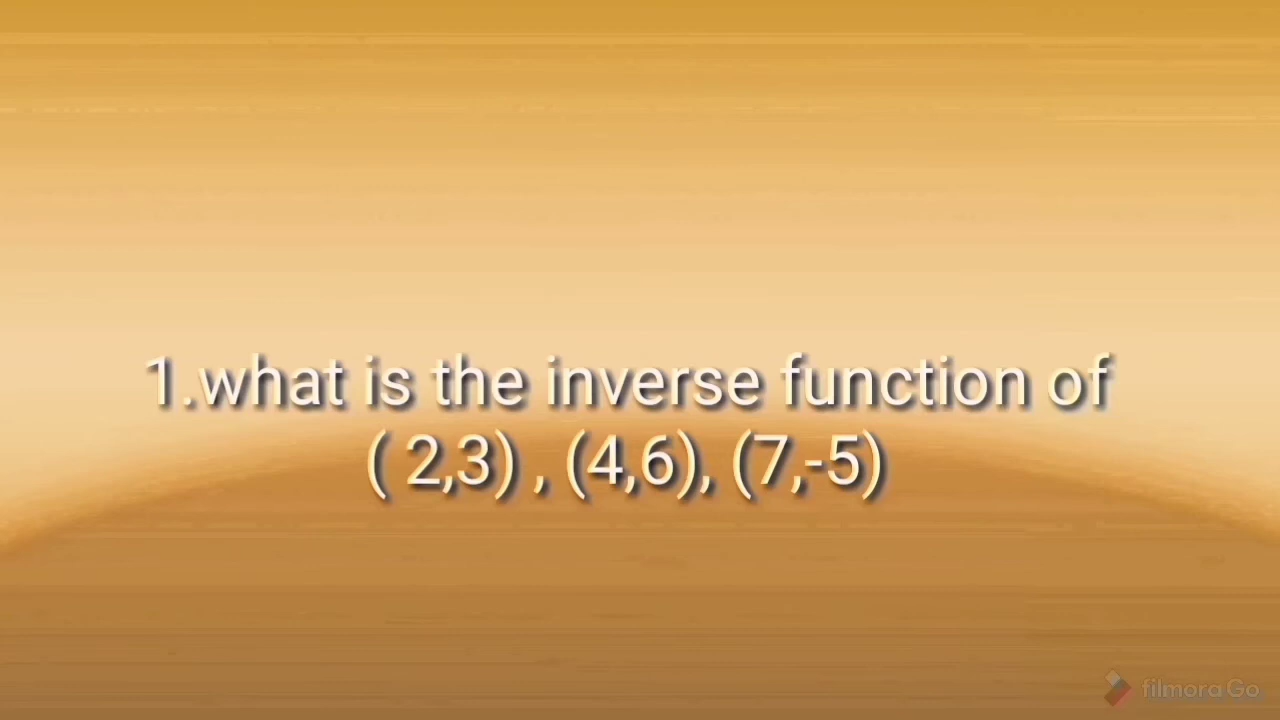 1.what is the inverse function of
( 2,3) , (4,6), (7,-5)
filmora Go